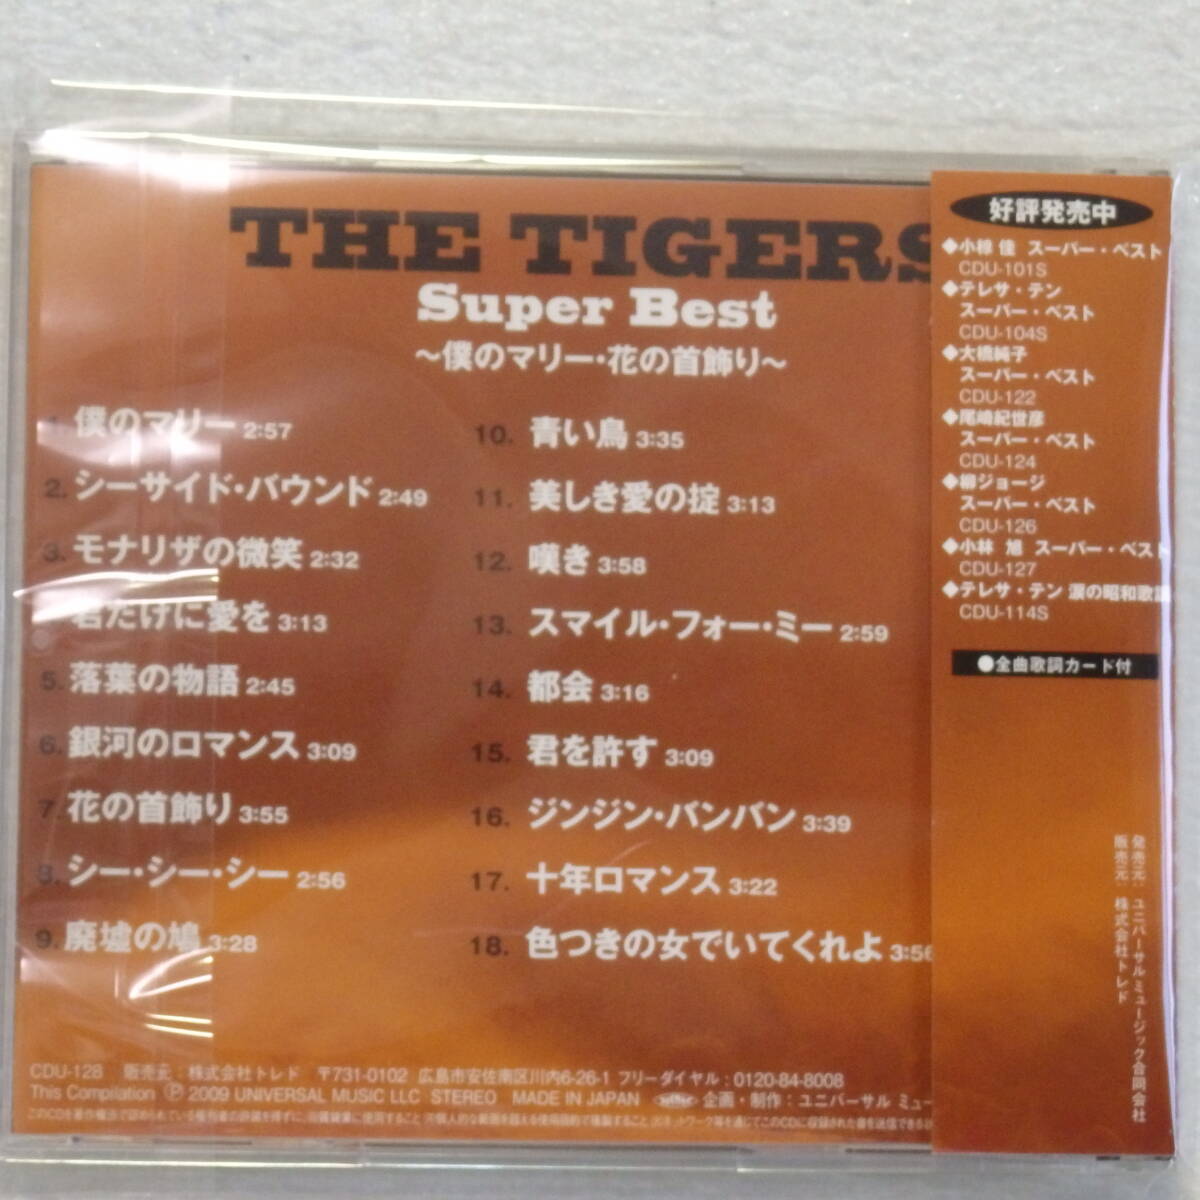 THE TIGERS
Super Best
~僕のマリー・花の首飾り~
1. 僕のマリー 2:57
2. シーサイド・バウンド 2:49
3. モナリザの微笑 2:32
君だけに愛を 3:13
5. 落葉の物語 2:45
6. 銀河のロマンス 3:09
7. 花の首飾り 3:55
8. シー・シー・シー 2:56
9. 廃墟の鳩 3:28
10. 青い鳥 3:35
11. 美しき愛の掟 3:13
12. 嘆き 3:58
13. スマイル・フォー・ミー 2:59
14. 都会 3:16
15. 君を許す 3:09
16. ジンジン・バンバン 3:39
17. 十年ロマンス 3:22
18. 色つきの女でいてくれよ 3:56
CDU-128 販売元:株式会社トレド 〒731-0102 広島市安佐南区川内6-26-1 フリーダイヤル:0120-84-8008
This Compilation Ⓟ 2009 UNIVERSAL MUSIC LLC STEREO MADE IN JAPAN 企画・制作:ユニバーサル ミュー
好評発売中
◆小椋 佳 スーパー・ベスト
CDU-101S
◆テレサ・テン
スーパー・ベスト
CDU-104S
◆大橋純子
スーパー・ベスト
CDU-122
◆尾崎紀世彦
スーパー・ベスト
CDU-124
◆柳ジョージ
スーパー・ベスト
CDU-126
◆小林 旭 スーパー・ベスト
CDU-127
◆テレサ・テン 涙の昭和歌謡
CDU-114S
●全曲歌詞カード付
発売元:ユニバーサル ミュージック合同会社
販売元:株式会社トレド